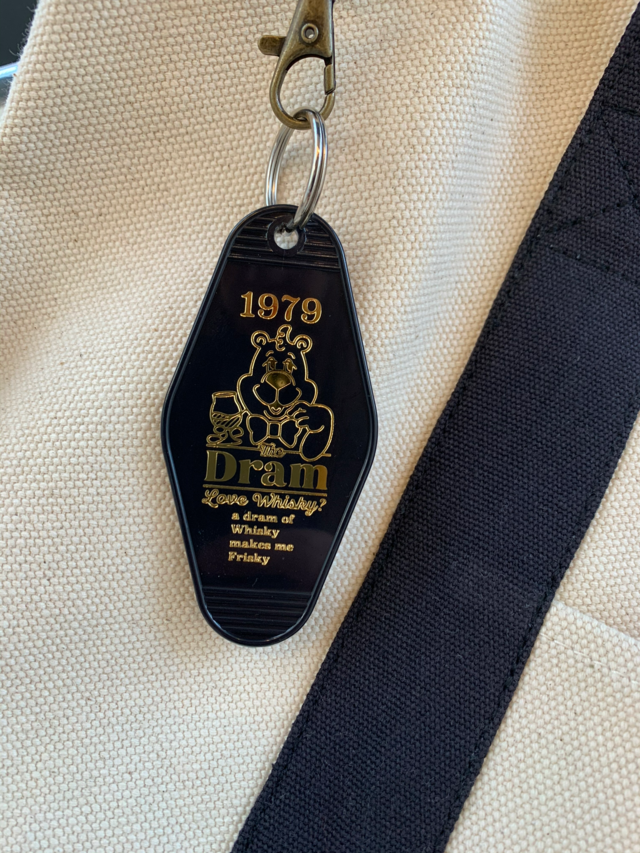 1979
The
Dram
Love Whisky?
a dram of
Whisky
makes me
Frisky